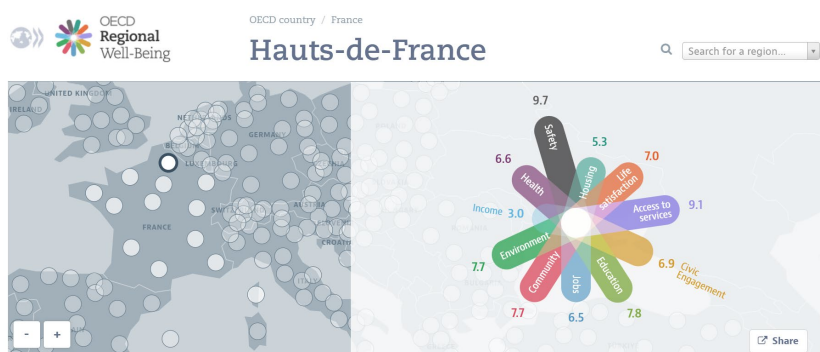 OECD
Regional
Well-Being
OECD country / France
Hauts-de-France
Search for a region...
UNITED KINGDOM
IRELAND
NETHERLANDS
GERMANY
BELGIUM
LUXEMBOURG
FRANCE
AUSTRIA
CROATIA
ITALY
-
+
9.7
Safety
5.3
Housing
7.0
Life
satisfaction
6.6
Health
Access to
services
9.1
Income 3.0
Environment
7.7
Civic
Engagement
6.9
Community
7.7
Jobs
6.5
Education
7.8
Share